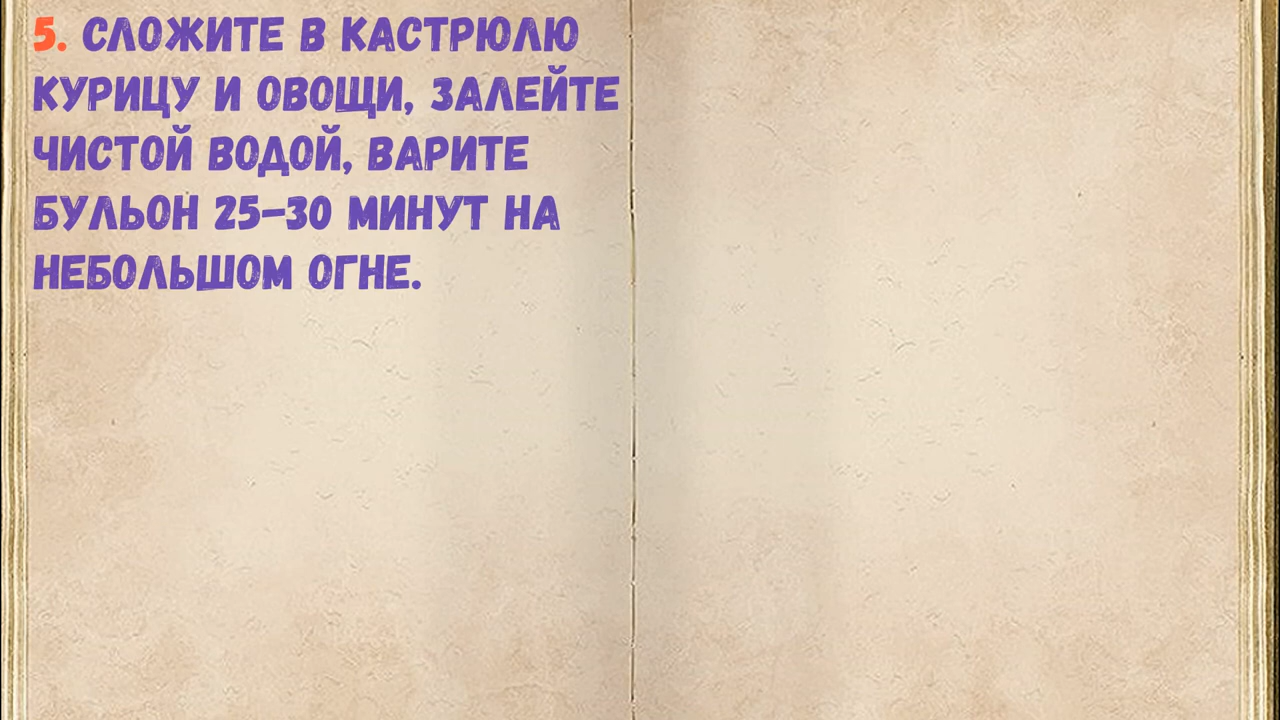 5. СЛОЖИТЕ В КАСТРЮЛЮ
КУРИЦУ И ОВОЩИ, ЗАЛЕЙТЕ
ЧИСТОЙ ВОДОЙ, ВАРИТЕ
БУЛЬОН 25-30 МИНУТ НА
НЕБОЛЬШОМ ОГНЕ.